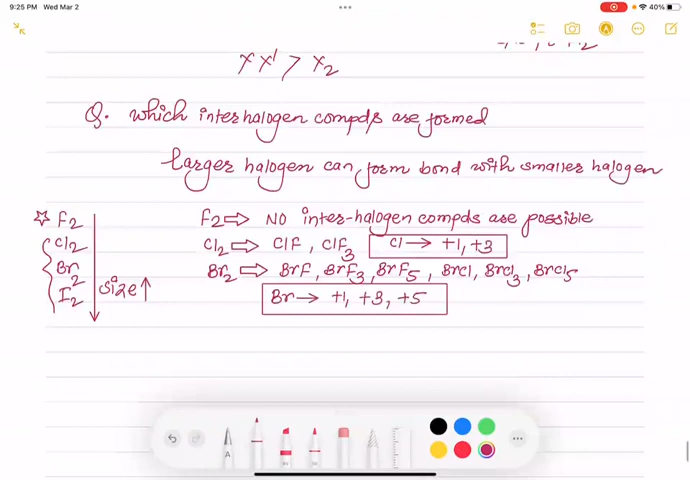 9:25 PM Wed Mar 2
40%
XX' > X2
Q. which interhalogen compds are formed
Larger halogen can form bond with smaller halogen
☆ F2
Cl2
Br2
I2
size ↑
F2 ⇒ NO inter-halogen compds are possible
Cl2 ⇒ ClF, ClF3 Cl → +1, +3
Br2 ⇒ BrF, BrF3, BrF5, BrCl, BrCl3, BrCl5
Br → +1, +3, +5
A